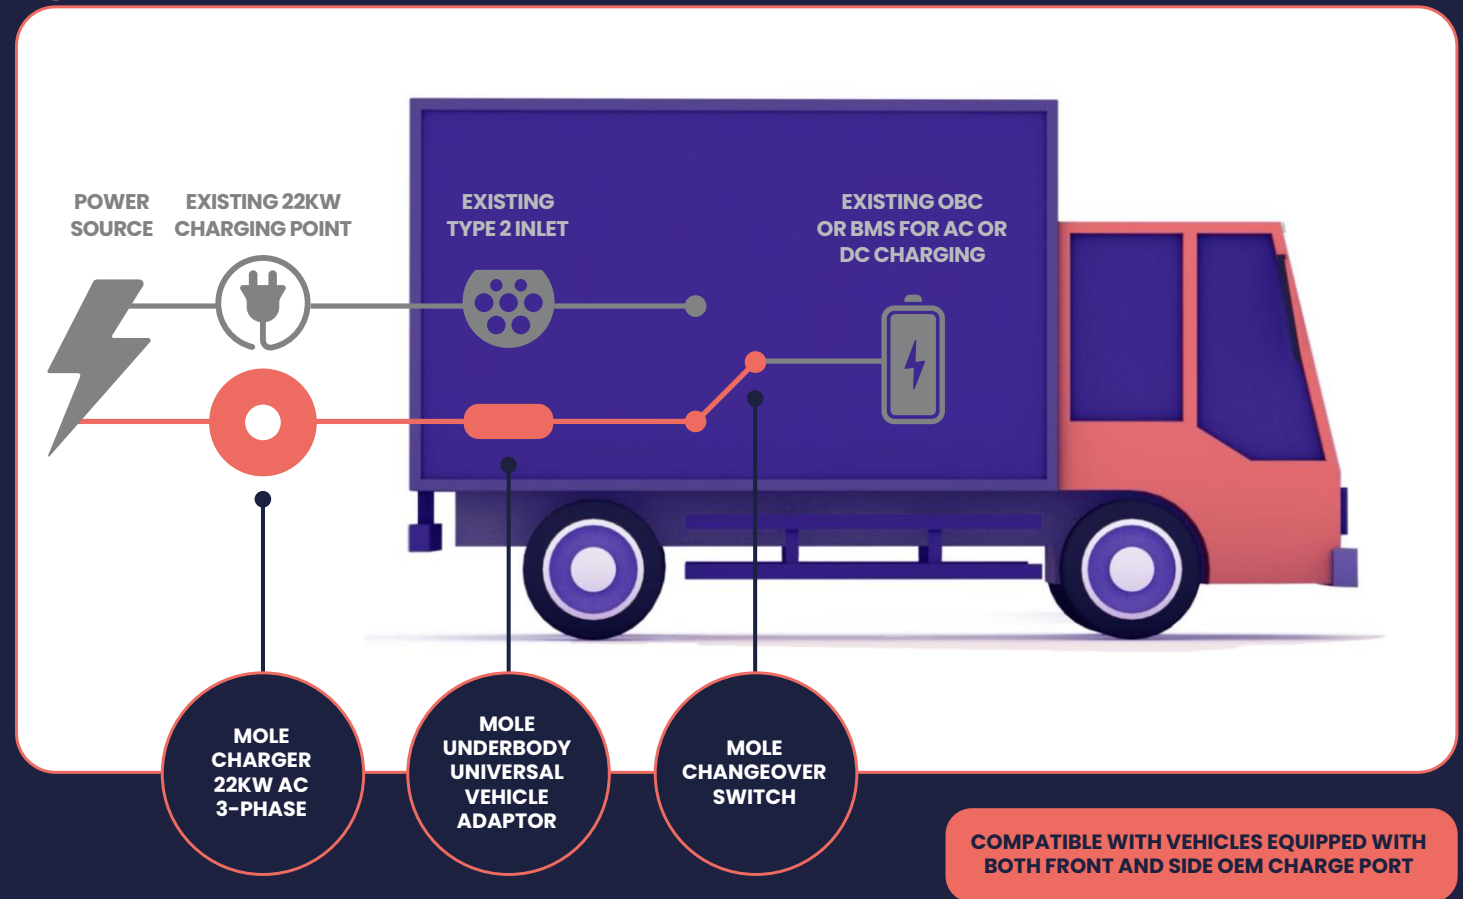 POWER
SOURCE
EXISTING 22KW
CHARGING POINT
EXISTING
TYPE 2 INLET
EXISTING OBC
OR BMS FOR AC OR
DC CHARGING
MOLE
CHARGER
22KW AC
3-PHASE
MOLE
UNDERBODY
UNIVERSAL
VEHICLE
ADAPTOR
MOLE
CHANGEOVER
SWITCH
COMPATIBLE WITH VEHICLES EQUIPPED WITH
BOTH FRONT AND SIDE OEM CHARGE PORT